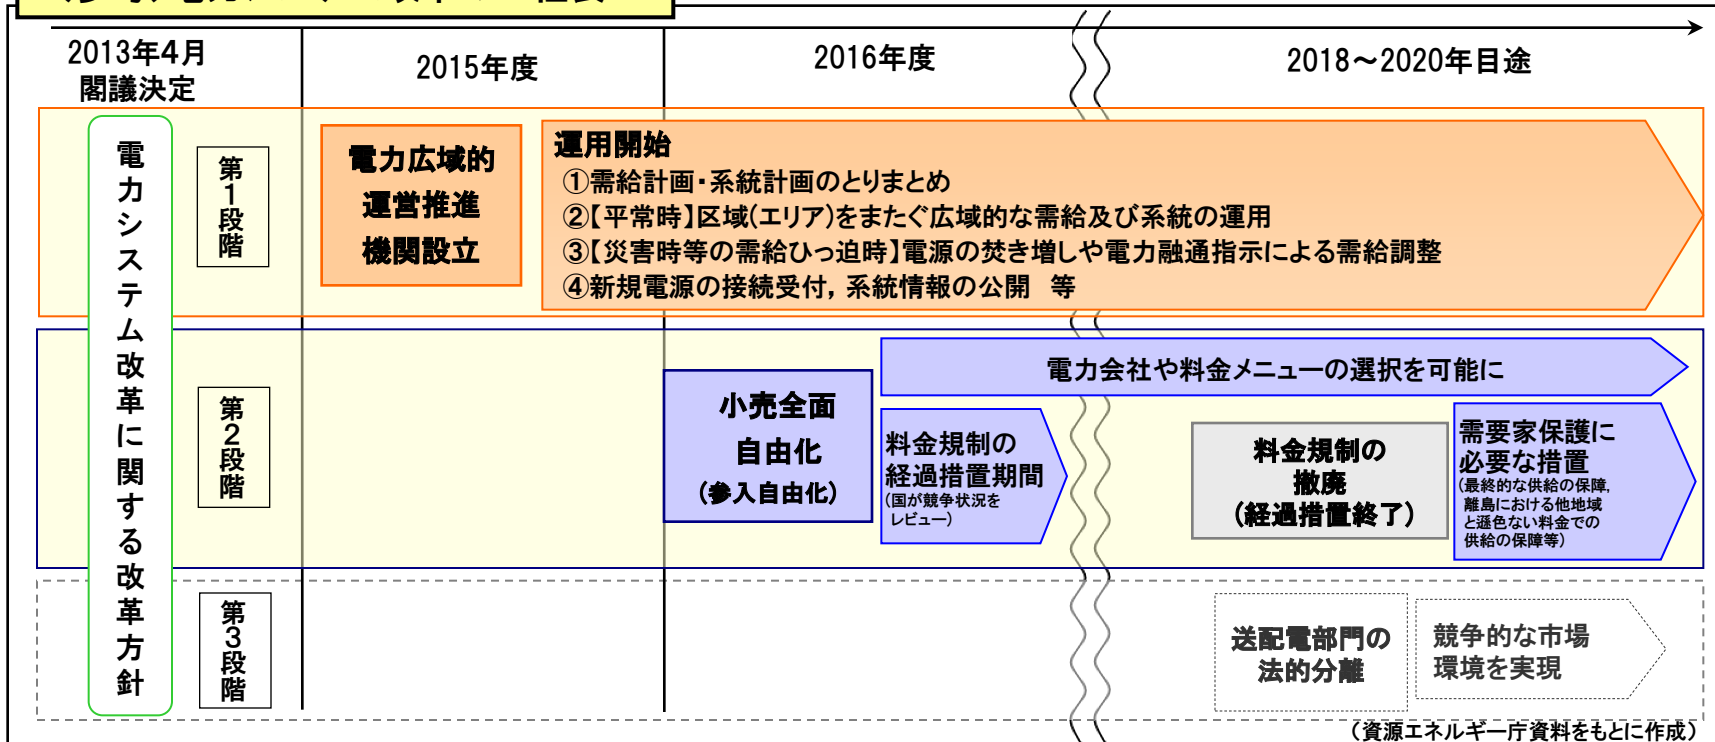 2013年4月
閣議決定
2015年度
2016年度
2018～2020年目途
電力システム改革に関する改革方針
第1段階
電力広域的
運営推進
機関設立
運用開始
①需給計画・系統計画のとりまとめ
②【平常時】区域(エリア)をまたぐ広域的な需給及び系統の運用
③【災害時等の需給ひっ迫時】電源の焚き増しや電力融通指示による需給調整
④新規電源の接続受付，系統情報の公開　等
第2段階
小売全面
自由化
(参入自由化)
電力会社や料金メニューの選択を可能に
料金規制の
経過措置期間
(国が競争状況を
レビュー)
料金規制の
撤廃
(経過措置終了)
需要家保護に
必要な措置
(最終的な供給の保障，
離島における他地域
と遜色ない料金での
供給の保障等)
第3段階
送配電部門の
法的分離
競争的な市場
環境を実現
(資源エネルギー庁資料をもとに作成)